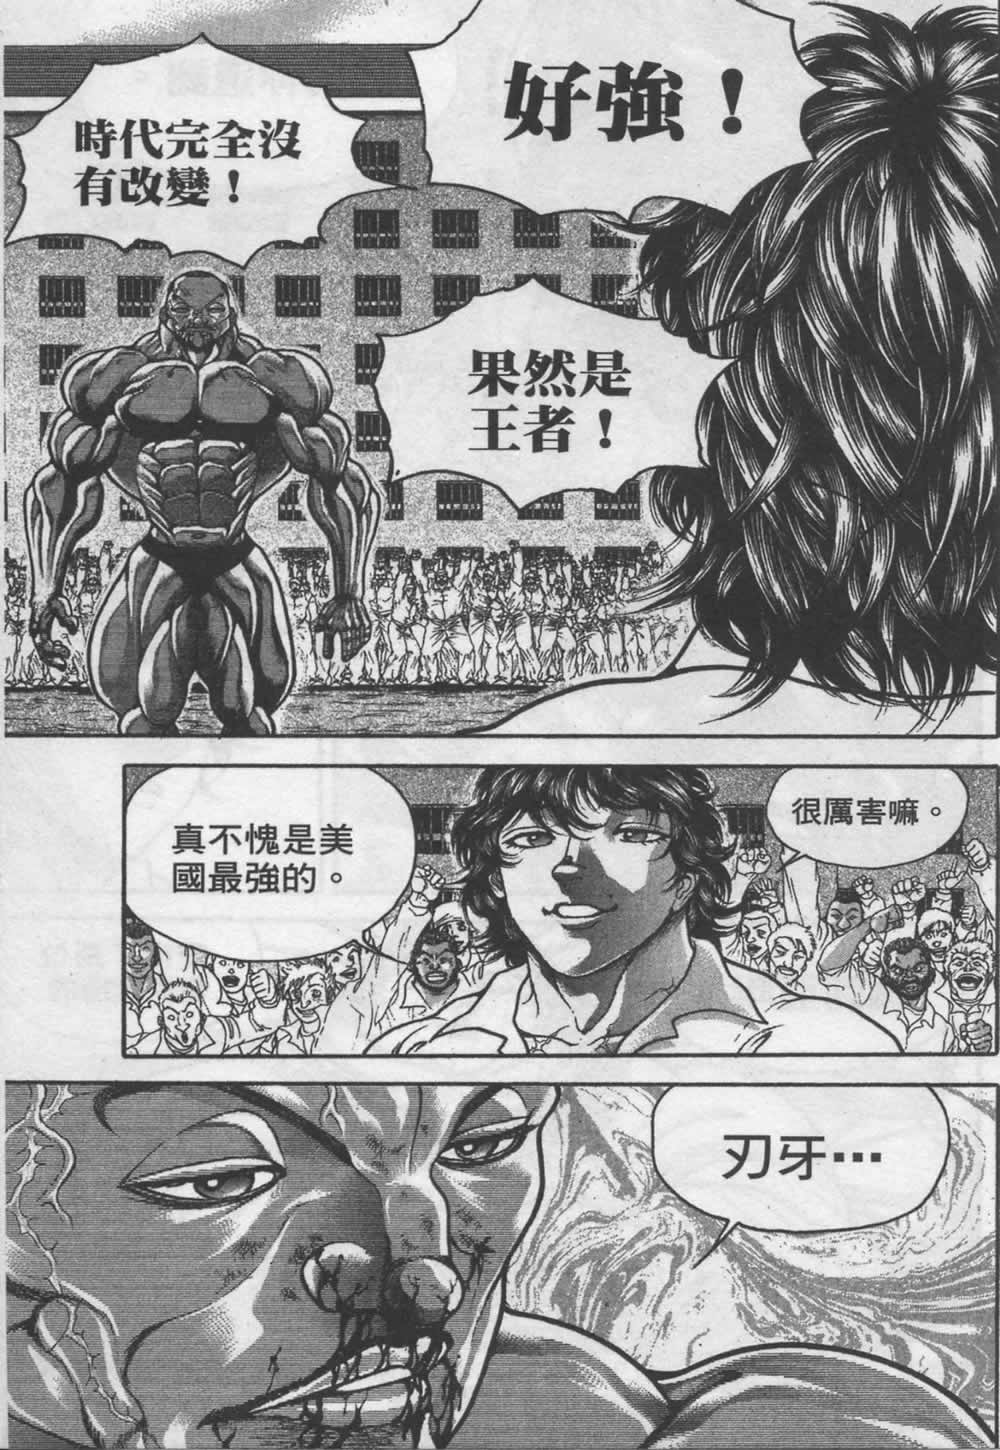 好強！
時代完全沒
有改變！
果然是
王者！
很厲害嘛。
真不愧是美
國最強的。
刃牙…